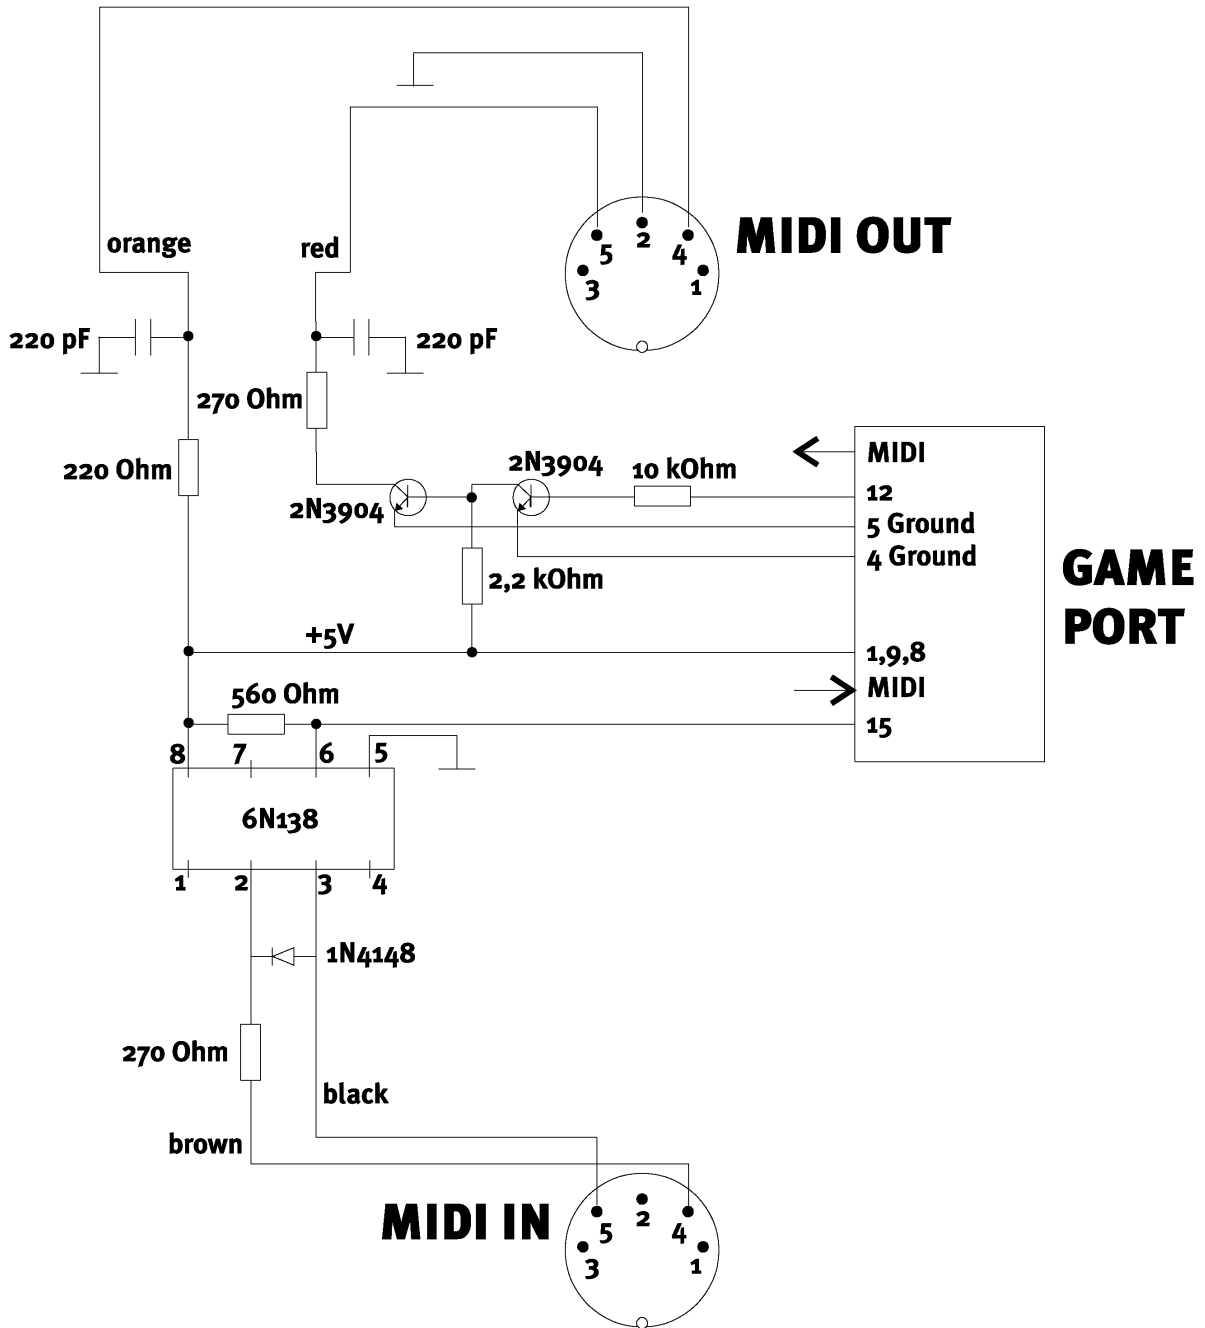 MIDI OUT
5
2
4
3
1
orange
red
220 pF
220 pF
270 Ohm
220 Ohm
2N3904
2N3904
10 kOhm
2,2 kOhm
MIDI
12
5 Ground
4 Ground
1,9,8
MIDI
15
GAME
PORT
+5V
560 Ohm
8
7
6
5
6N138
1
2
3
4
1N4148
270 Ohm
black
brown
MIDI IN
5
2
4
3
1